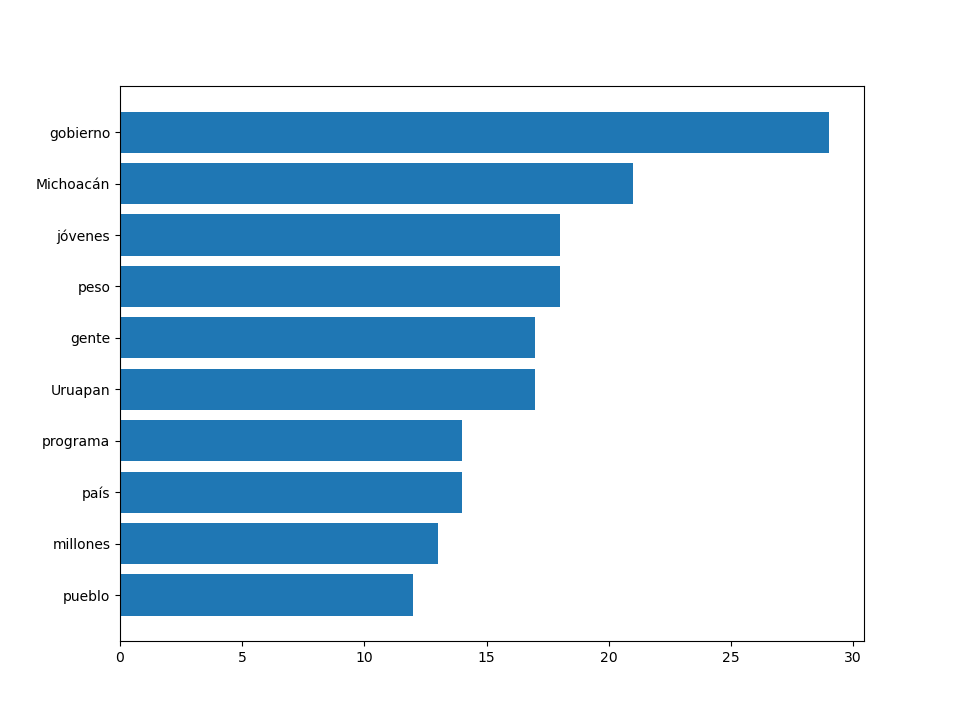 gobierno
Michoacán
jóvenes
peso
gente
Uruapan
programa
país
millones
pueblo
0 5 10 15 20 25 30